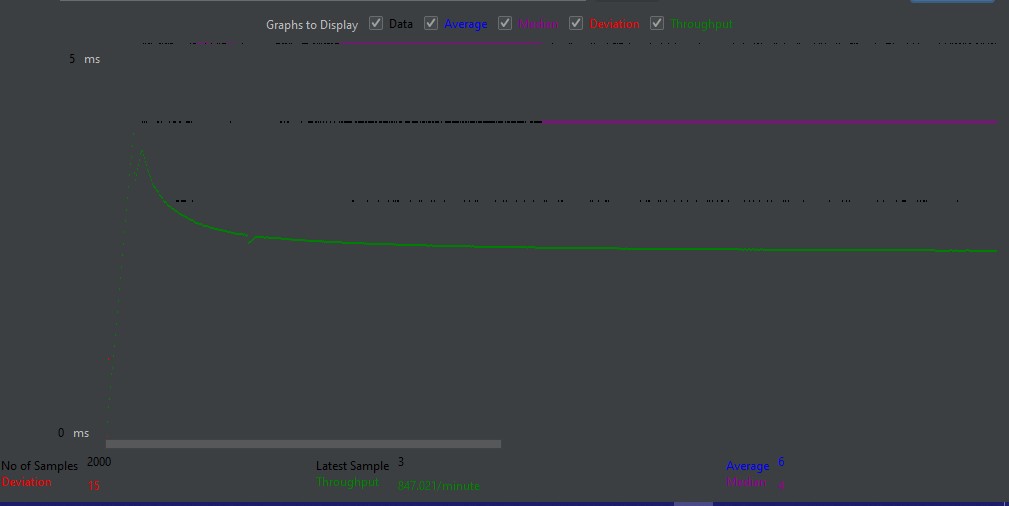 Graphs to Display Data Average Median Deviation Throughput
5 ms
0 ms
No of Samples 2000 Latest Sample 3 Average 6
Deviation 15 Throughput 847.021/minute Median 4